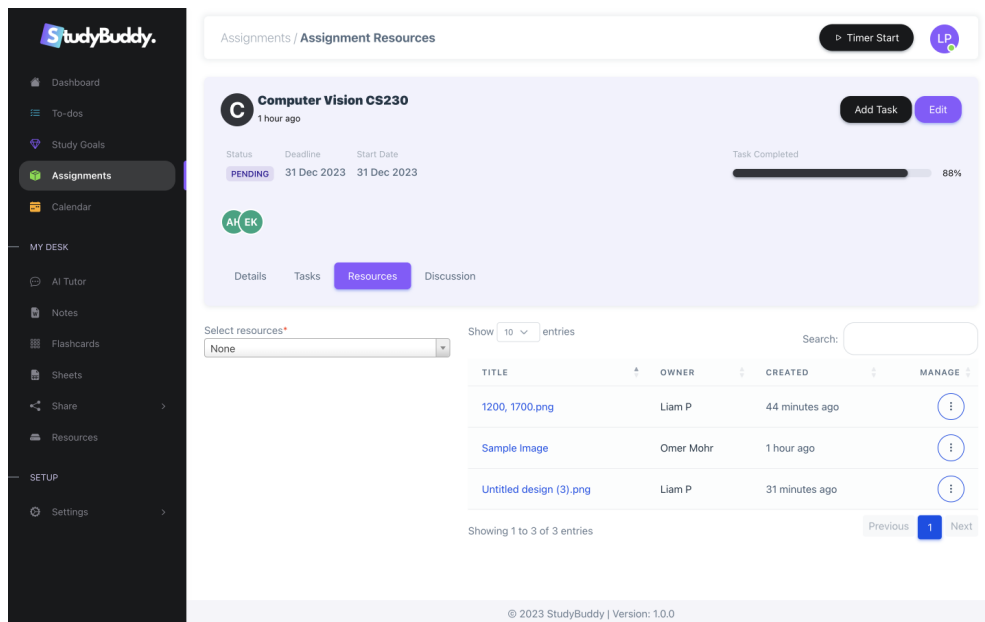 StudyBuddy.
Assignments / Assignment Resources
Timer Start
LP
Dashboard
To-dos
Study Goals
Assignments
Calendar
MY DESK
AI Tutor
Notes
Flashcards
Sheets
Share
Resources
SETUP
Settings
C
Computer Vision CS230
1 hour ago
Add Task
Edit
Status Deadline Start Date
PENDING 31 Dec 2023 31 Dec 2023
Task Completed
88%
EK
Details Tasks Resources Discussion
Select resources*
None
Show 10 entries
Search:
TITLE OWNER CREATED MANAGE
1200, 1700.png Liam P 44 minutes ago
Sample Image Omer Mohr 1 hour ago
Untitled design (3).png Liam P 31 minutes ago
Showing 1 to 3 of 3 entries
Previous 1 Next
© 2023 StudyBuddy | Version: 1.0.0